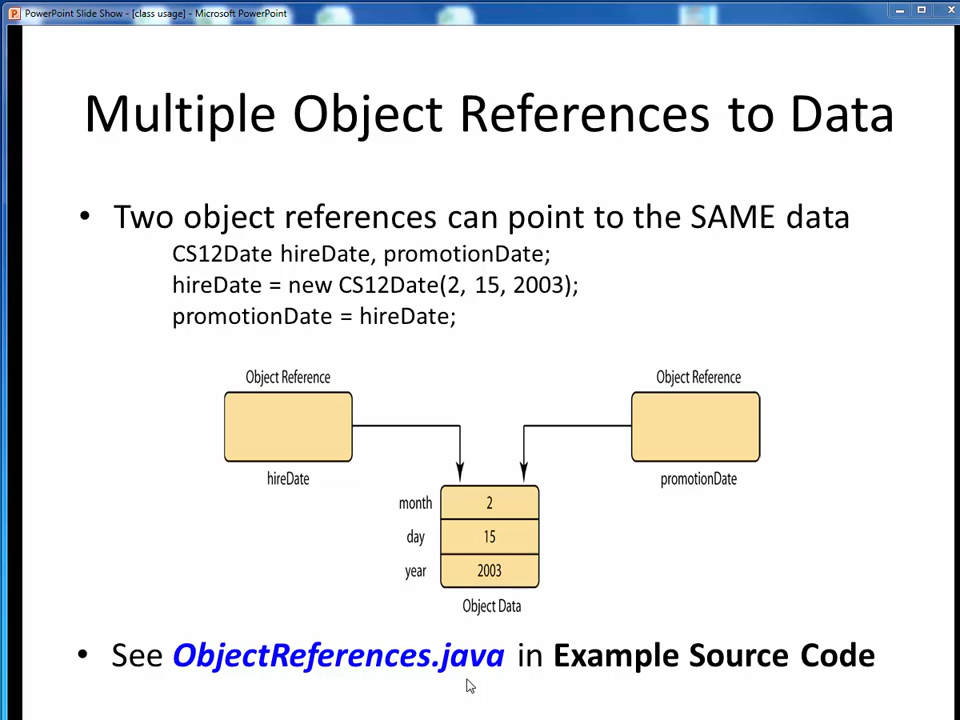 PowerPoint Slide Show - [class usage] - Microsoft PowerPoint
Multiple Object References to Data
• Two object references can point to the SAME data
CS12Date hireDate, promotionDate;
hireDate = new CS12Date(2, 15, 2003);
promotionDate = hireDate;
Object Reference
Object Reference
hireDate
promotionDate
month 2
day 15
year 2003
Object Data
• See ObjectReferences.java in Example Source Code